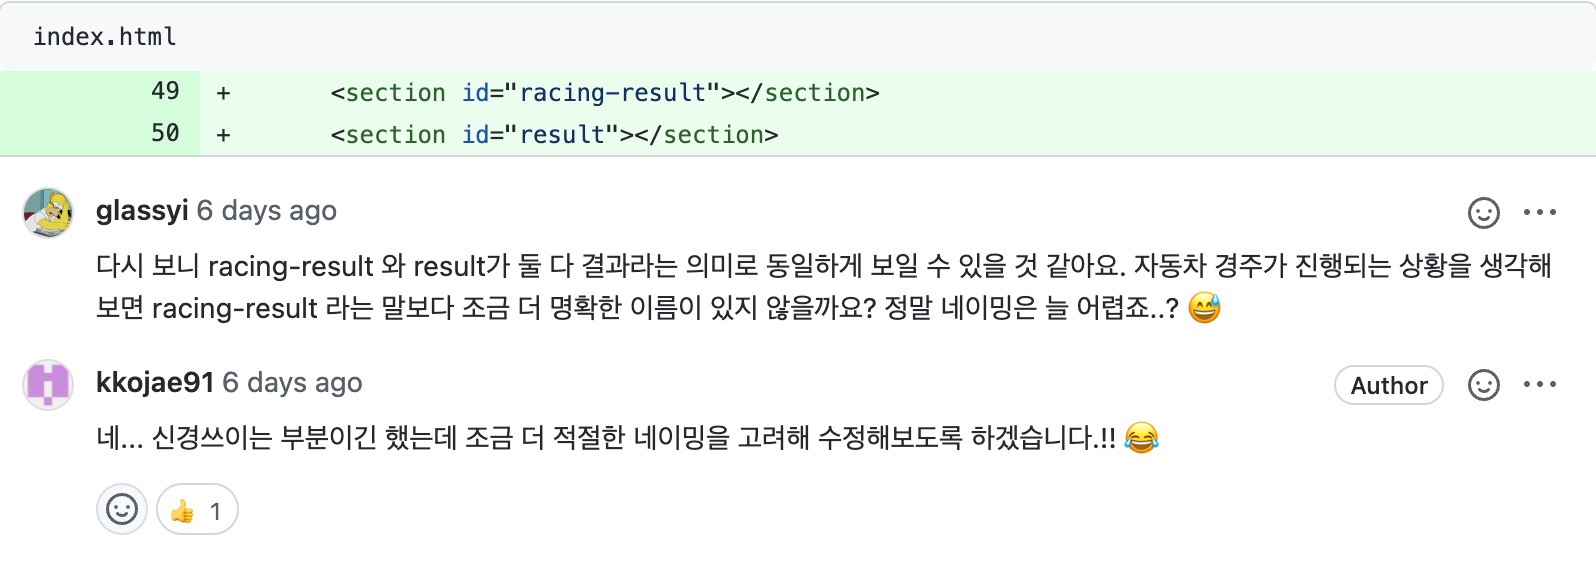 index.html
49 + <section id="racing-result"></section>
50 + <section id="result"></section>
glassyi 6 days ago
다시 보니 racing-result 와 result가 둘 다 결과라는 의미로 동일하게 보일 수 있을 것 같아요. 자동차 경주가 진행되는 상황을 생각해
보면 racing-result 라는 말보다 조금 더 명확한 이름이 있지 않을까요? 정말 네이밍은 늘 어렵죠..? 😅
kkojae91 6 days ago Author
네... 신경쓰이는 부분이긴 했는데 조금 더 적절한 네이밍을 고려해 수정해보도록 하겠습니다.!! 😂
👍 1